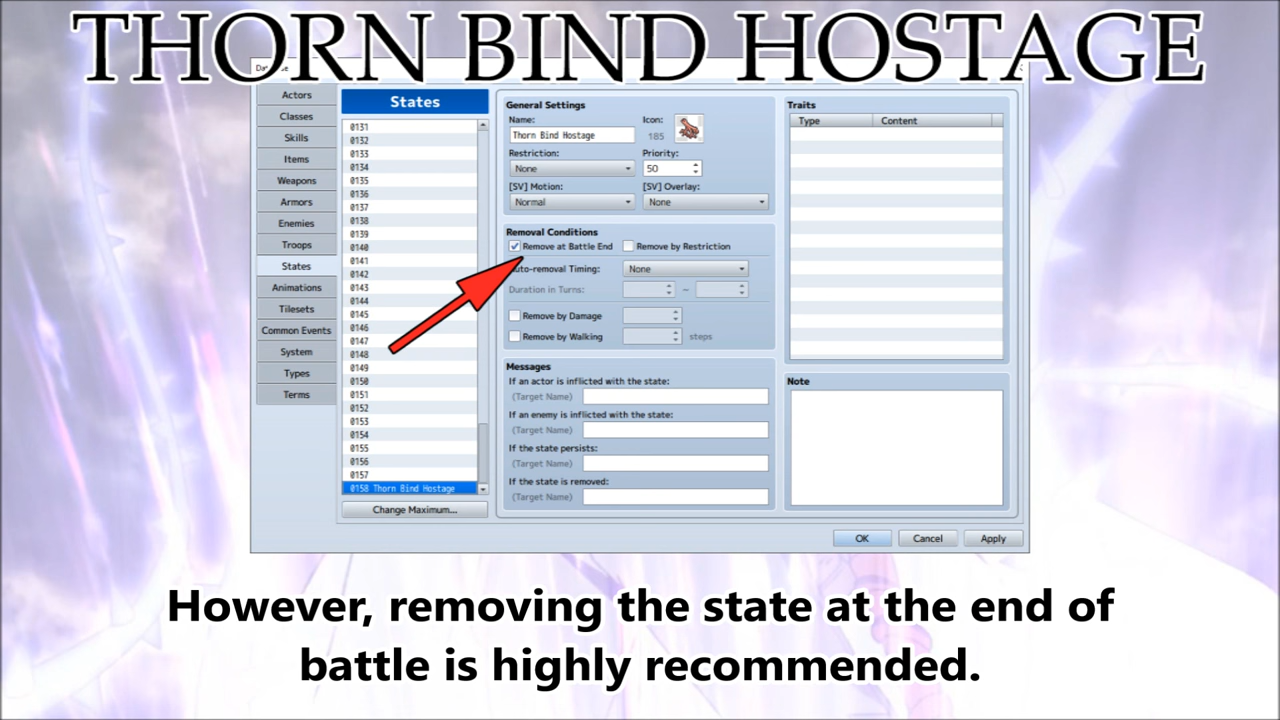 THORN BIND HOSTAGE
Actors
Classes
Skills
Items
Weapons
Armors
Enemies
Troops
States
Animations
Tilesets
Common Events
System
Types
Terms
States
0131
0132
0133
0134
0135
0136
0137
0138
0139
0140
0141
0142
0143
0144
0145
0146
0147
0148
0149
0150
0151
0152
0153
0154
0155
0156
0157
0158 Thorn Bind Hostage
Change Maximum...
General Settings
Name: Icon:
Thorn Bind Hostage 185
Restriction: Priority:
None 50
[SV] Motion: [SV] Overlay:
Normal None
Removal Conditions
Remove at Battle End Remove by Restriction
Auto-removal Timing: None
Duration in Turns: ~
Remove by Damage
Remove by Walking steps
Messages
If an actor is inflicted with the state:
(Target Name)
If an enemy is inflicted with the state:
(Target Name)
If the state persists:
(Target Name)
If the state is removed:
(Target Name)
Traits
Type Content
Note
OK Cancel Apply
However, removing the state at the end of
battle is highly recommended.